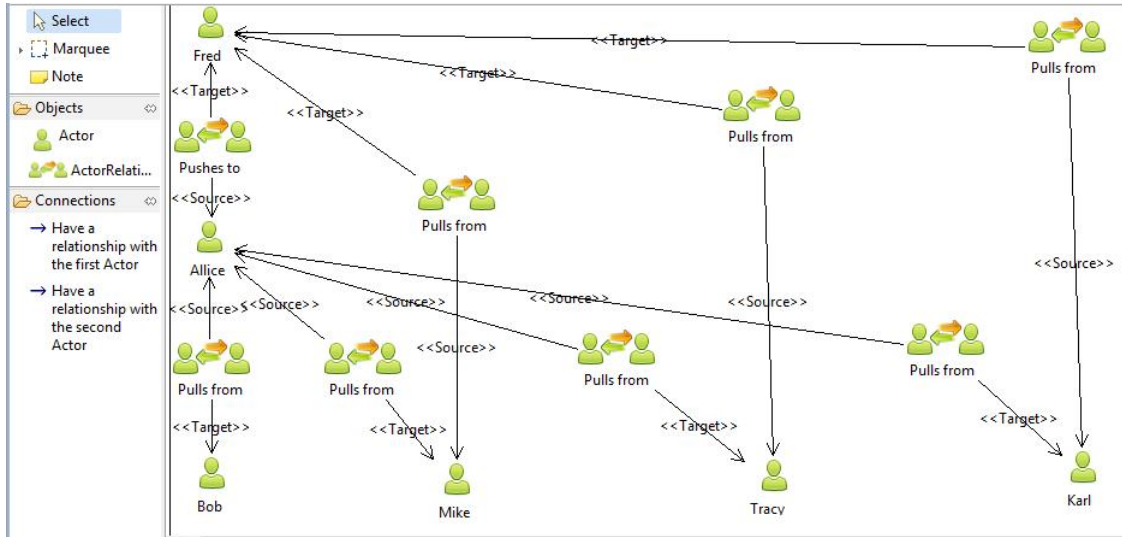 Select
Marquee
Note
Objects
Actor
ActorRelati...
Connections
Have a
relationship with
the first Actor
Have a
relationship with
the second
Actor
Fred
<<Target>>
Pulls from
<<Target>>
<<Target>>
<<Target>>
Pulls from
Pushes to
<<Source>>
Pulls from
Allice
<<Source>>
<<Source>>
<<Source>>
<<Source>>
<<Source>>
<<Source>>
<<Source>>
Pulls from
Pulls from
Pulls from
Pulls from
<<Target>>
<<Target>>
<<Target>>
<<Target>>
Bob
Mike
Tracy
Karl